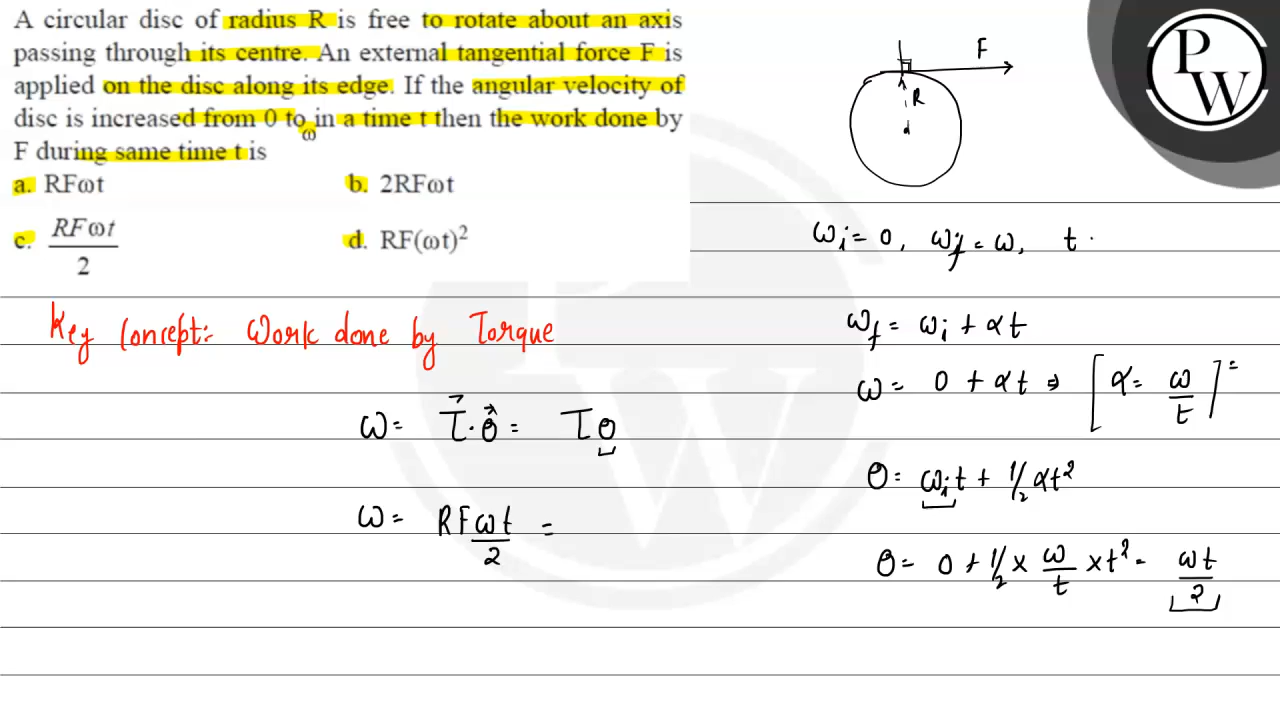 A circular disc of radius R is free to rotate about an axis
passing through its centre. An external tangential force F is
applied on the disc along its edge. If the angular velocity of
disc is increased from 0 to ω in a time t then the work done by
F during same time t is
a. RFωt
b. 2RFωt
c. RFωt / 2
d. RF(ωt)²
F
R
P
W
ωi = 0, ωf = ω, t
Key Concept:- Work done by Torque
ωf = ωi + αt
ω = 0 + αt ⇒ [α = ω/t] =
ω = τ⃗·θ⃗ = τθ
θ = ωit + 1/2 αt²
ω = RFωt/2 =
θ = 0 + 1/2 × ω/t × t² = ωt/2